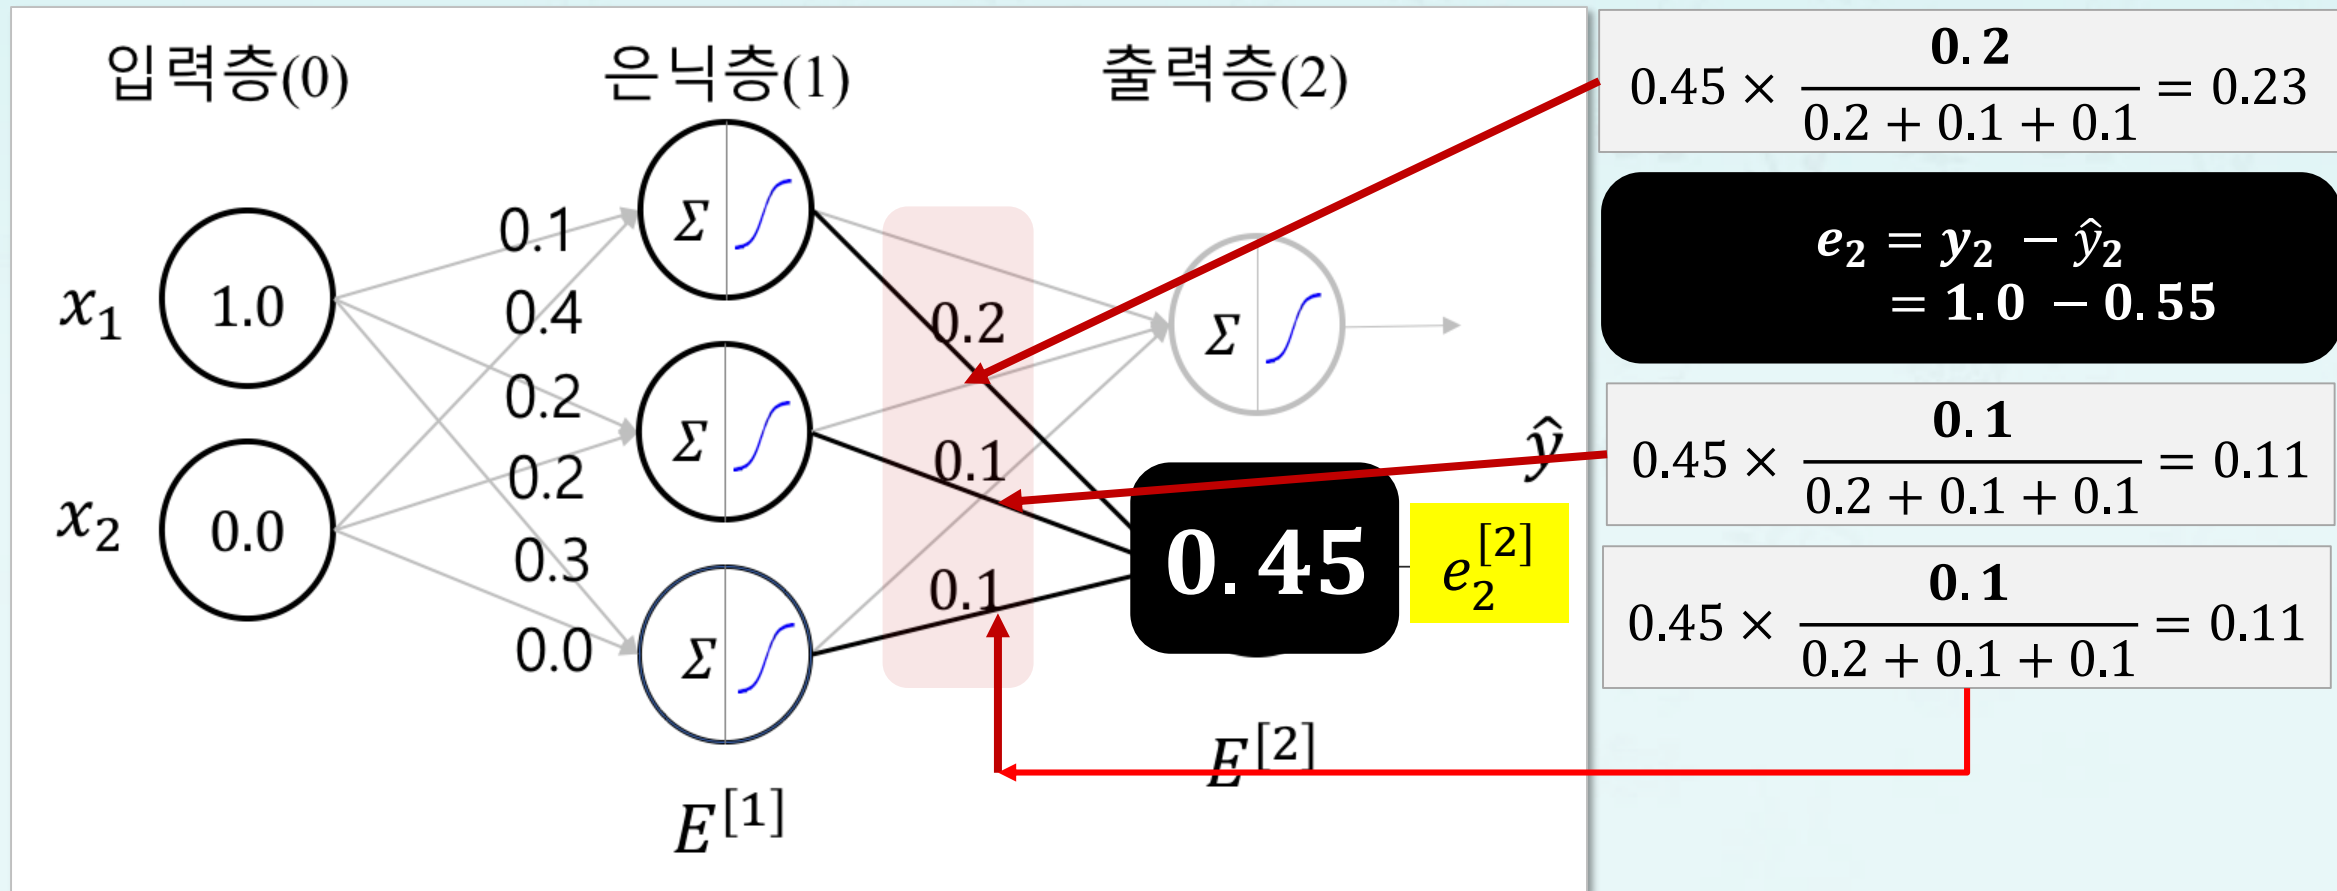 입력층(0)
은닉층(1)
출력층(2)
x₁
1.0
x₂
0.0
0.1
0.4
0.2
0.2
0.3
0.0
Σ
Σ
Σ
0.2
0.1
0.1
Σ
ŷ
0.45
e₂^[2]
E^[1]
E^[2]
0.45 × 0.2 / (0.2 + 0.1 + 0.1) = 0.23
e₂ = y₂ − ŷ₂
= 1.0 − 0.55
0.45 × 0.1 / (0.2 + 0.1 + 0.1) = 0.11
0.45 × 0.1 / (0.2 + 0.1 + 0.1) = 0.11